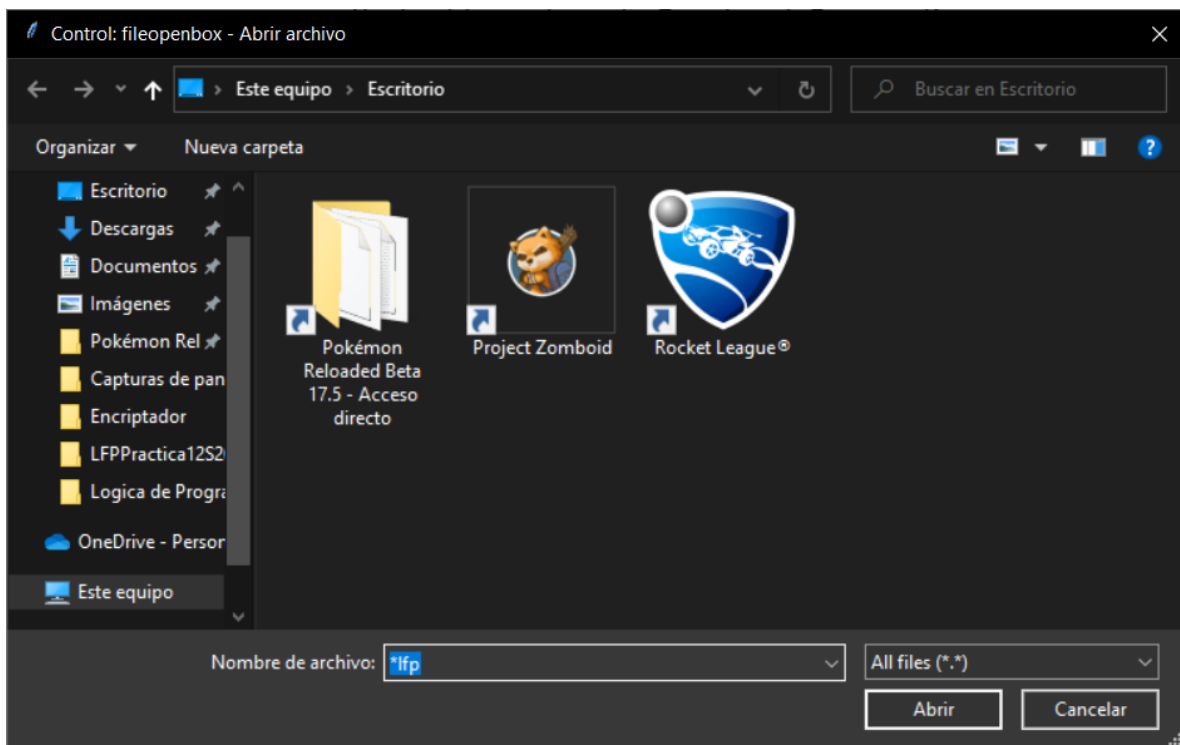 Control: fileopenbox - Abrir archivo
Este equipo › Escritorio
Buscar en Escritorio
Organizar
Nueva carpeta
Escritorio
Descargas
Documentos
Imágenes
Pokémon Rel
Capturas de pan
Encriptador
LFPPractica12S2
Logica de Progra
OneDrive - Person
Este equipo
Pokémon
Reloaded Beta
17.5 - Acceso
directo
Project Zomboid
Rocket League®
Nombre de archivo:
*lfp
All files (*.*)
Abrir
Cancelar